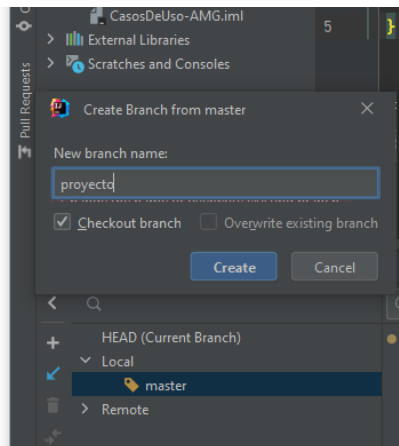 CasosDeUso-AMG.iml
5
}
External Libraries
Scratches and Consoles
Pull Requests
Create Branch from master
New branch name:
proyecto
Checkout branch
Overwrite existing branch
Create
Cancel
HEAD (Current Branch)
Local
master
Remote